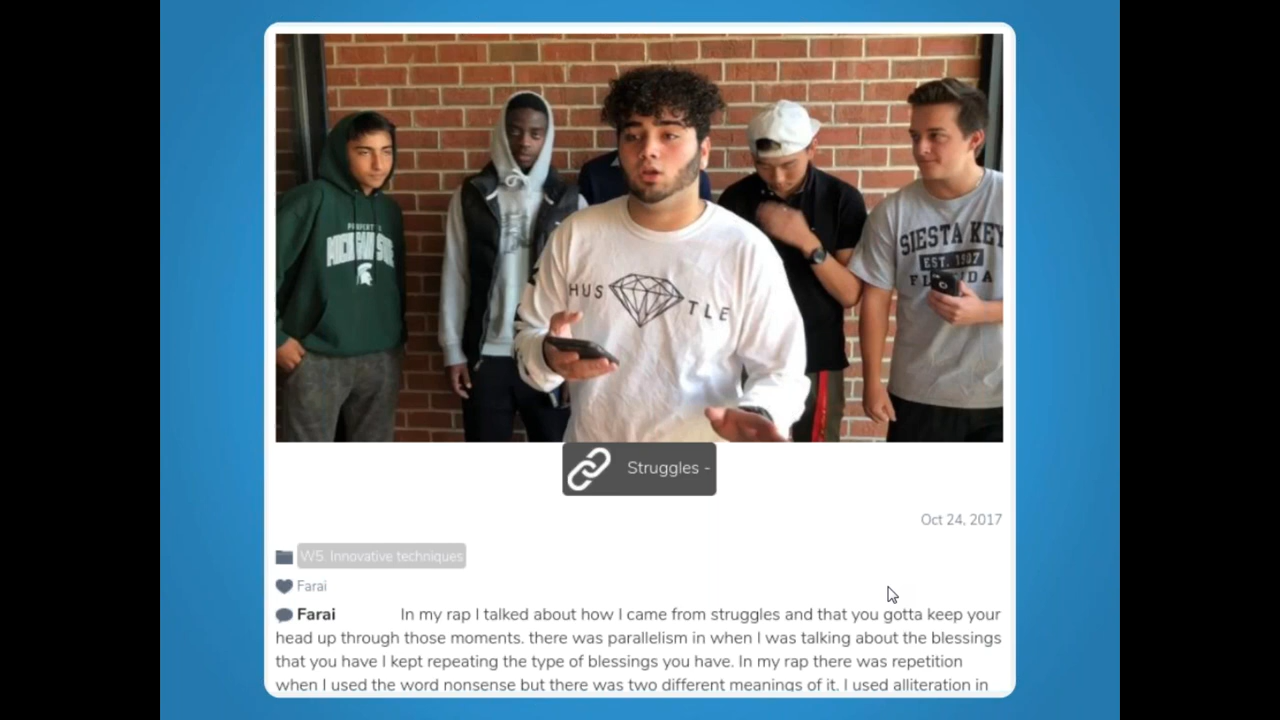 PROPERTY
MICHIGAN STATE
HUS TLE
SIESTA KEY
EST. 1907
FLORIDA
Struggles -
Oct 24, 2017
W5. Innovative techniques
Farai
Farai In my rap I talked about how I came from struggles and that you gotta keep your
head up through those moments. there was parallelism in when I was talking about the blessings
that you have I kept repeating the type of blessings you have. In my rap there was repetition
when I used the word nonsense but there was two different meanings of it. I used alliteration in